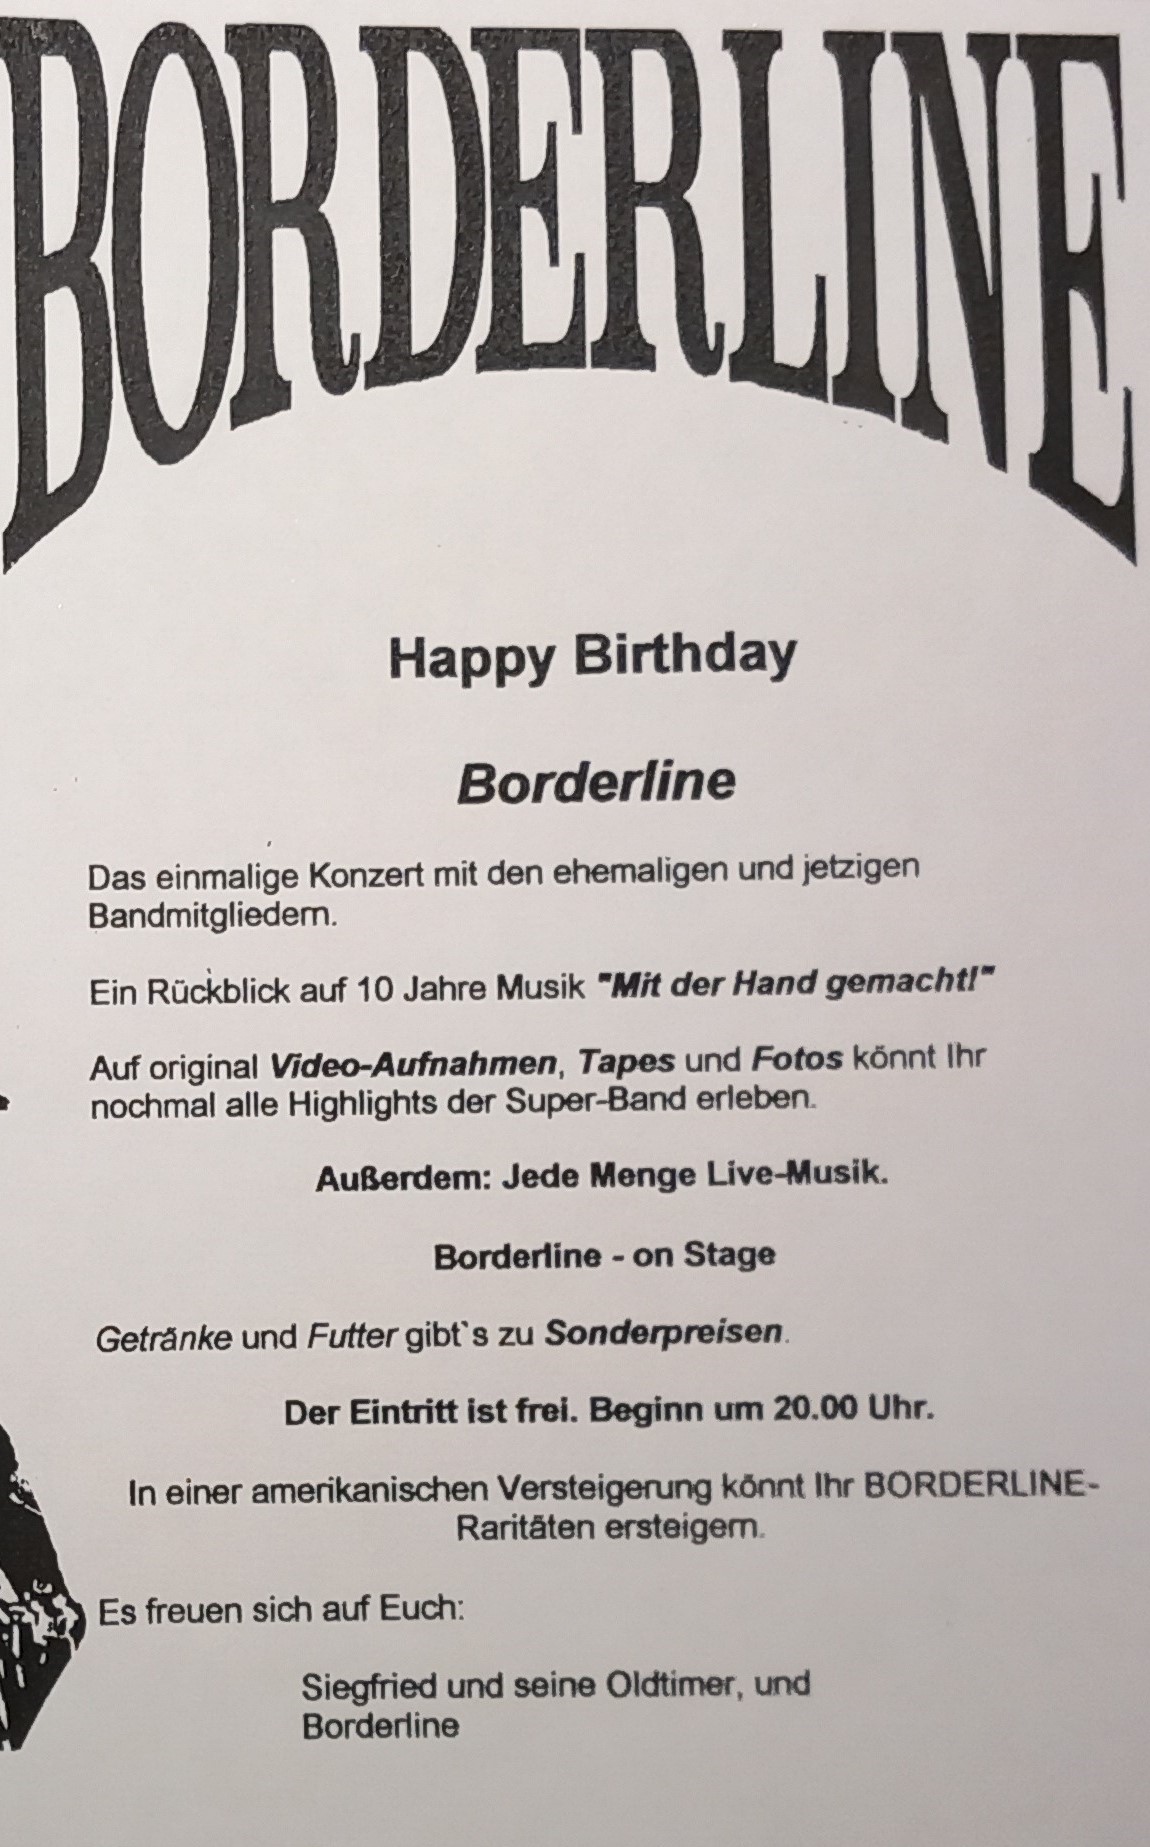 BORDERLINE
Happy Birthday
Borderline
Das einmalige Konzert mit den ehemaligen und jetzigen
Bandmitgliedern.
Ein Rückblick auf 10 Jahre Musik "Mit der Hand gemacht!"
Auf original Video-Aufnahmen, Tapes und Fotos könnt Ihr
nochmal alle Highlights der Super-Band erleben.
Außerdem: Jede Menge Live-Musik.
Borderline - on Stage
Getränke und Futter gibt`s zu Sonderpreisen.
Der Eintritt ist frei. Beginn um 20.00 Uhr.
In einer amerikanischen Versteigerung könnt Ihr BORDERLINE-
Raritäten ersteigern.
Es freuen sich auf Euch:
Siegfried und seine Oldtimer, und
Borderline